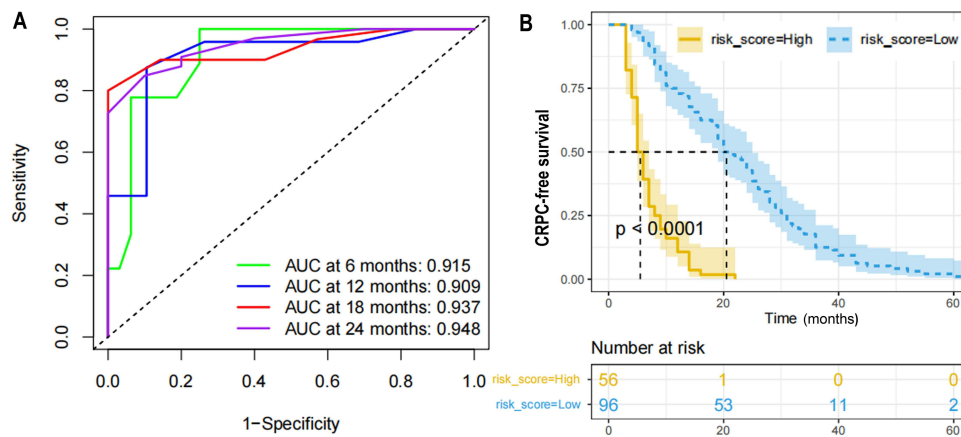 A
Sensitivity
1.0
0.8
0.6
0.4
0.2
0.0
AUC at 6 months: 0.915
AUC at 12 months: 0.909
AUC at 18 months: 0.937
AUC at 24 months: 0.948
0.0 0.2 0.4 0.6 0.8 1.0
1-Specificity
B
risk_score=High risk_score=Low
CRPC-free survival
1.00
0.75
0.50
0.25
0.00
p < 0.0001
0 20 40 60
Time (months)
Number at risk
risk_score=High 56 1 0 0
risk_score=Low 96 53 11 2
0 20 40 60